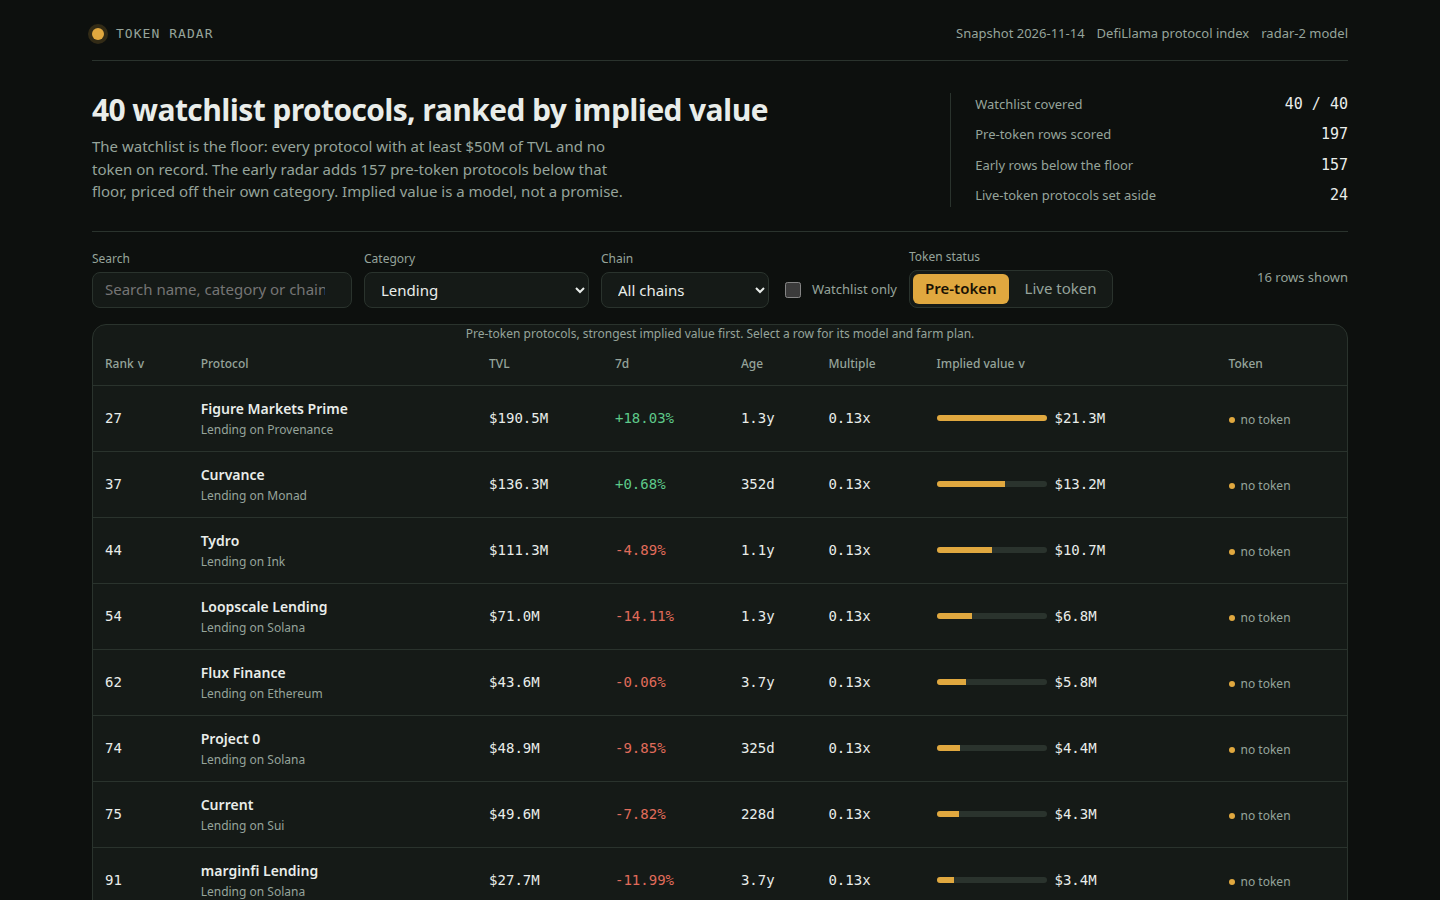 TOKEN RADAR
Snapshot 2026-11-14 DefiLlama protocol index radar-2 model
40 watchlist protocols, ranked by implied value
The watchlist is the floor: every protocol with at least $50M of TVL and no
token on record. The early radar adds 157 pre-token protocols below that
floor, priced off their own category. Implied value is a model, not a promise.
Watchlist covered 40 / 40
Pre-token rows scored 197
Early rows below the floor 157
Live-token protocols set aside 24
Search
Search name, category or chain
Category
Lending
Chain
All chains
Watchlist only
Token status
Pre-token Live token
16 rows shown
Pre-token protocols, strongest implied value first. Select a row for its model and farm plan.
Rank v Protocol TVL 7d Age Multiple Implied value v Token
27 Figure Markets Prime $190.5M +18.03% 1.3y 0.13x $21.3M no token
Lending on Provenance
37 Curvance $136.3M +0.68% 352d 0.13x $13.2M no token
Lending on Monad
44 Tydro $111.3M -4.89% 1.1y 0.13x $10.7M no token
Lending on Ink
54 Loopscale Lending $71.0M -14.11% 1.3y 0.13x $6.8M no token
Lending on Solana
62 Flux Finance $43.6M -0.06% 3.7y 0.13x $5.8M no token
Lending on Ethereum
74 Project 0 $48.9M -9.85% 325d 0.13x $4.4M no token
Lending on Solana
75 Current $49.6M -7.82% 228d 0.13x $4.3M no token
Lending on Sui
91 marginfi Lending $27.7M -11.99% 3.7y 0.13x $3.4M no token
Lending on Solana